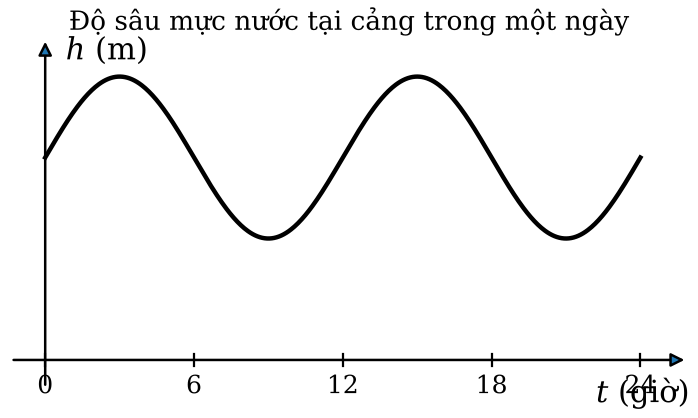 Độ sâu mực nước tại cảng trong một ngày
h (m)
0 6 12 18 24
t (giờ)